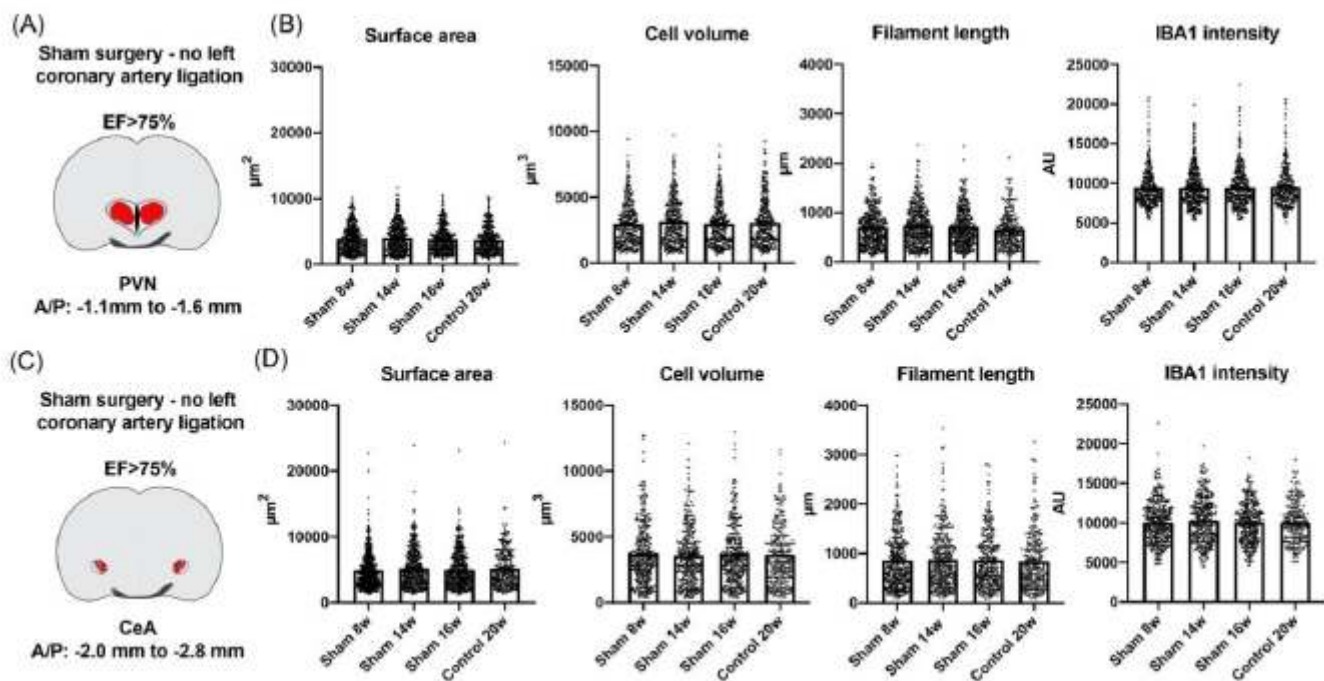 (A)
Sham surgery - no left
coronary artery ligation
EF>75%
PVN
A/P: -1.1mm to -1.6 mm
(B)
Surface area
30000
20000
10000
0
µm²
Sham 8w
Sham 14w
Sham 16w
Control 20w
Cell volume
15000
10000
5000
0
µm³
Sham 8w
Sham 14w
Sham 16w
Control 20w
Filament length
4000
3000
2000
1000
0
µm
Sham 8w
Sham 14w
Sham 16w
Control 14w
IBA1 intensity
25000
20000
15000
10000
5000
0
AU
Sham 8w
Sham 14w
Sham 16w
Control 20w
(C)
Sham surgery - no left
coronary artery ligation
EF>75%
CeA
A/P: -2.0 mm to -2.8 mm
(D)
Surface area
30000
20000
10000
0
µm²
Sham 8w
Sham 14w
Sham 16w
Control 20w
Cell volume
15000
10000
5000
0
µm³
Sham 8w
Sham 14w
Sham 16w
Control 20w
Filament length
4000
3000
2000
1000
0
µm
Sham 8w
Sham 14w
Sham 16w
Control 20w
IBA1 intensity
25000
20000
15000
10000
5000
0
AU
Sham 8w
Sham 14w
Sham 16w
Control 20w